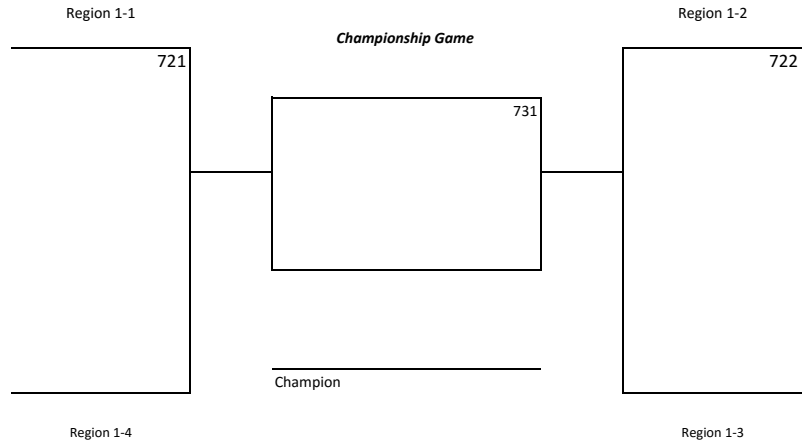 Region 1-1
Region 1-2
Championship Game
721
722
731
Champion
Region 1-4
Region 1-3